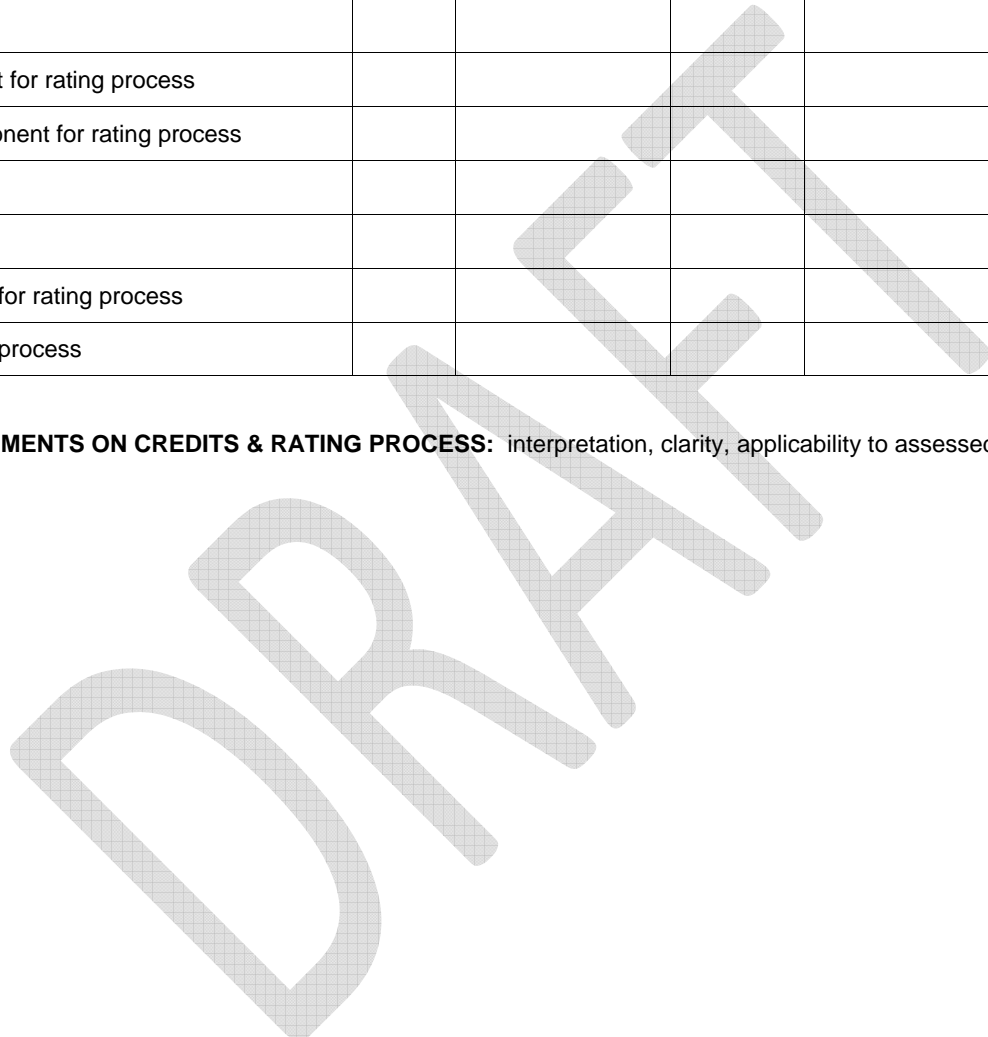 t for rating process
onent for rating process
for rating process
process
MENTS ON CREDITS & RATING PROCESS: interpretation, clarity, applicability to assessed
DRAFT